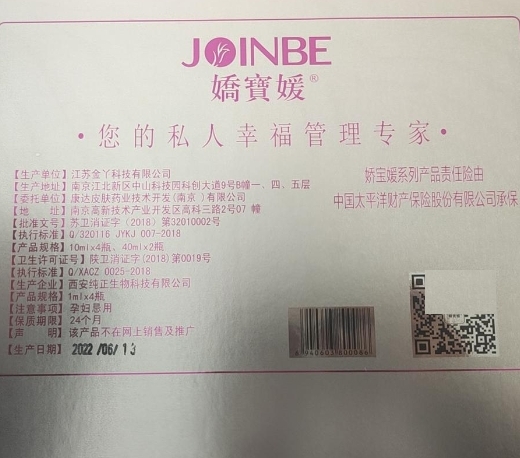 JOINBE
嬌寶媛®
·您的私人幸福管理专家·
【生产单位】江苏金丫科技有限公司
【生产地址】南京江北新区中山科技园科创大道9号B幢一、四、五层
【委托单位】康达皮肤药业技术开发(南京)有限公司
【地 址】南京高新技术产业开发区高科三路2号07幢
【批准文号】苏卫消证字(2018)第32010002号
【执行标准】Q/320116 JYKJ 007-2018
【产品规格】10ml×4瓶、40ml×2瓶
【卫生许可证号】陕卫消证字(2018)第0019号
【执行标准】Q/XACZ 0025-2018
【生产企业】西安纯正生物科技有限公司
【产品规格】1ml×4瓶
【注意事项】孕妇忌用
【保质期限】24个月
【声 明】该产品不在网上销售及推广
【生产日期】2022/06/13
娇宝媛系列产品责任险由
中国太平洋财产保险股份有限公司承保